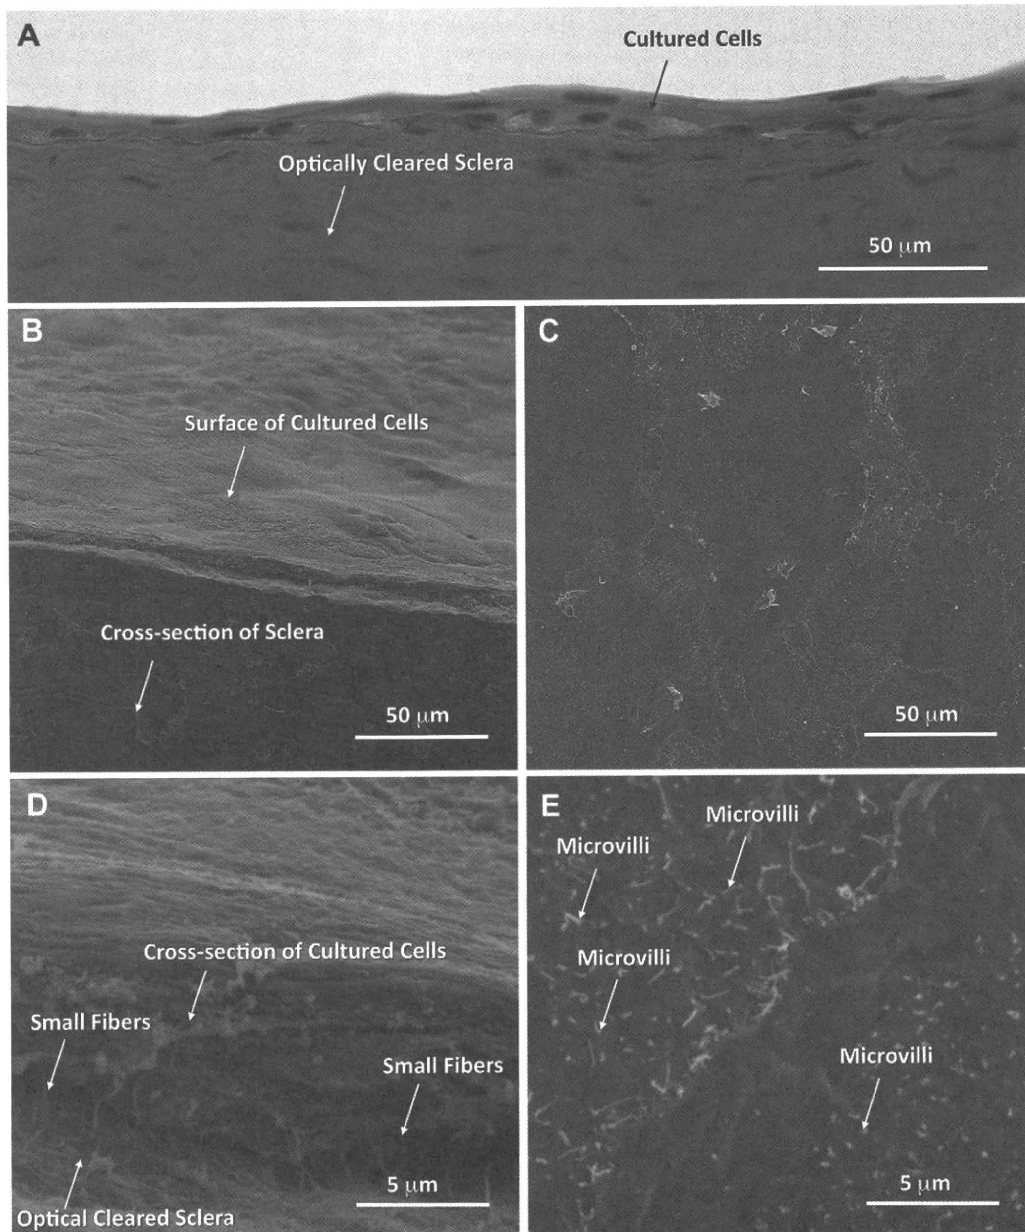 A
Cultured Cells
Optically Cleared Sclera
50 μm
B
Surface of Cultured Cells
Cross-section of Sclera
50 μm
C
50 μm
D
Cross-section of Cultured Cells
Small Fibers
Small Fibers
5 μm
Optical Cleared Sclera
E
Microvilli
Microvilli
Microvilli
Microvilli
5 μm